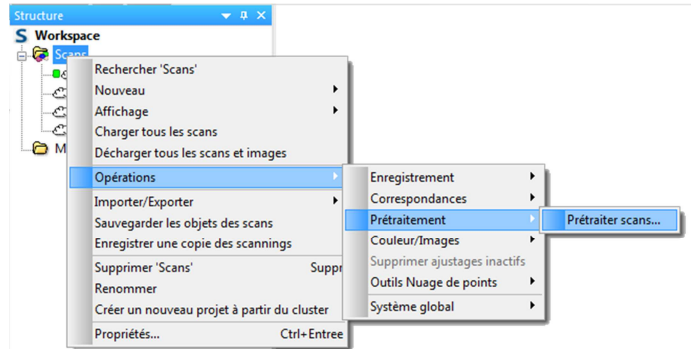 Structure
S Workspace
Scans
M
Rechercher 'Scans'
Nouveau
Affichage
Charger tous les scans
Décharger tous les scans et images
Opérations
Importer/Exporter
Sauvegarder les objets des scans
Enregistrer une copie des scannings
Supprimer 'Scans' Suppr
Renommer
Créer un nouveau projet à partir du cluster
Propriétés... Ctrl+Entree
Enregistrement
Correspondances
Prétraitement
Couleur/Images
Supprimer ajustages inactifs
Outils Nuage de points
Système global
Prétraiter scans...